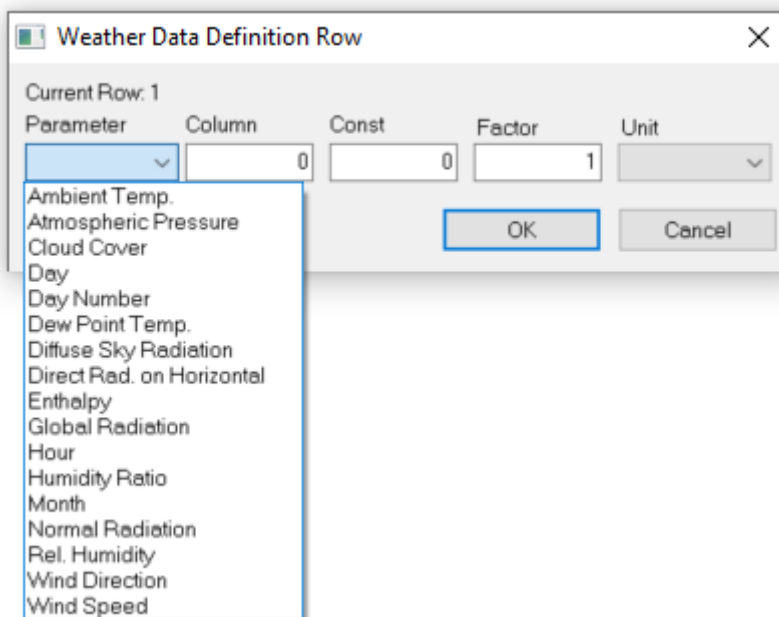 Weather Data Definition Row
Current Row: 1
Parameter Column Const Factor Unit
0 0 1
OK Cancel
Ambient Temp.
Atmospheric Pressure
Cloud Cover
Day
Day Number
Dew Point Temp.
Diffuse Sky Radiation
Direct Rad. on Horizontal
Enthalpy
Global Radiation
Hour
Humidity Ratio
Month
Normal Radiation
Rel. Humidity
Wind Direction
Wind Speed